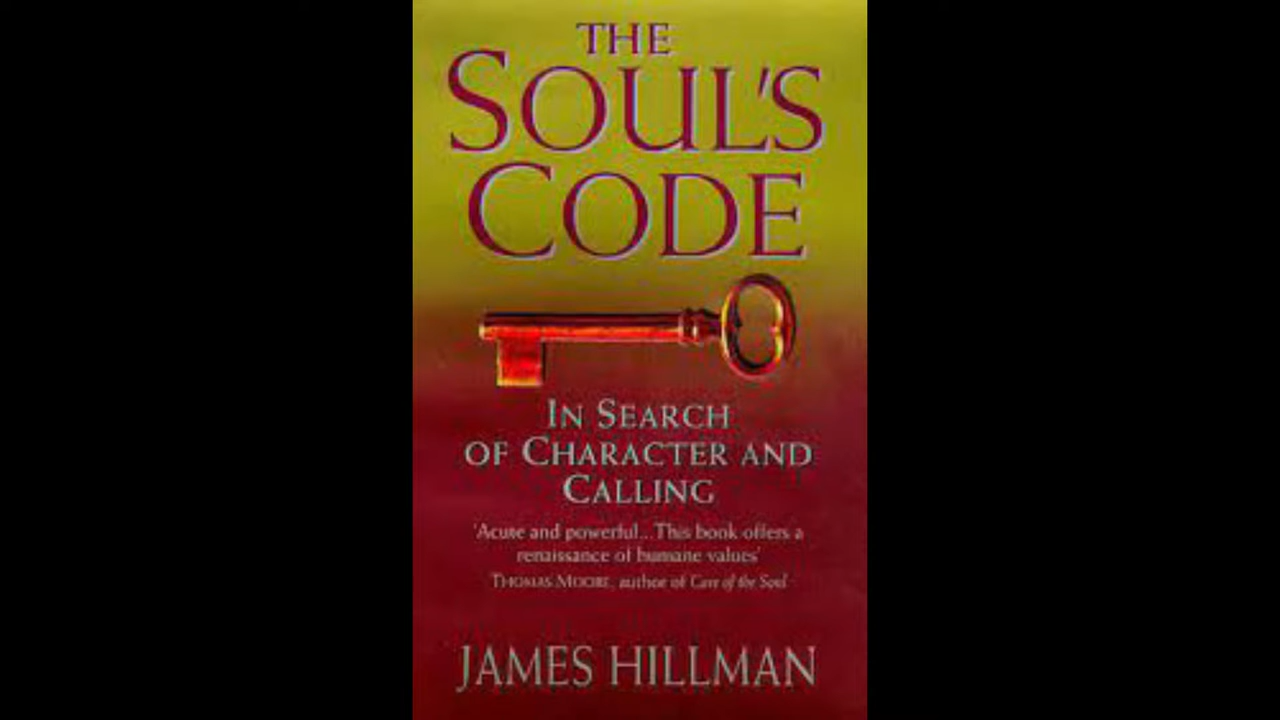 THE
SOUL'S
CODE
IN SEARCH
OF CHARACTER AND
CALLING
'Acute and powerful...This book offers a
renaissance of humane values'
THOMAS MOORE, author of Care of the Soul
JAMES HILLMAN